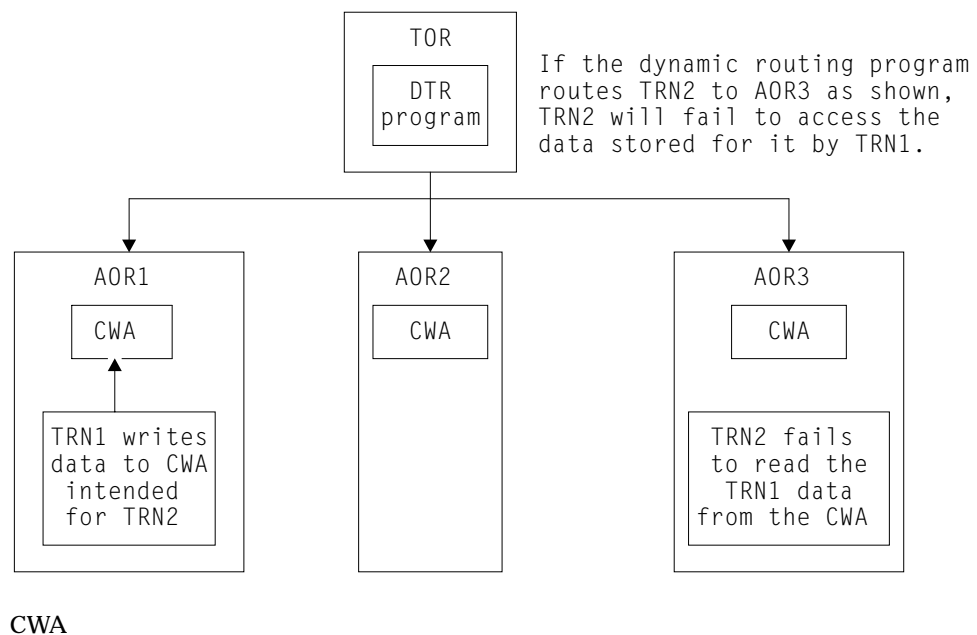 TOR
DTR
program
If the dynamic routing program
routes TRN2 to AOR3 as shown,
TRN2 will fail to access the
data stored for it by TRN1.
AOR1
CWA
TRN1 writes
data to CWA
intended
for TRN2
AOR2
CWA
AOR3
CWA
TRN2 fails
to read the
TRN1 data
from the CWA
CWA